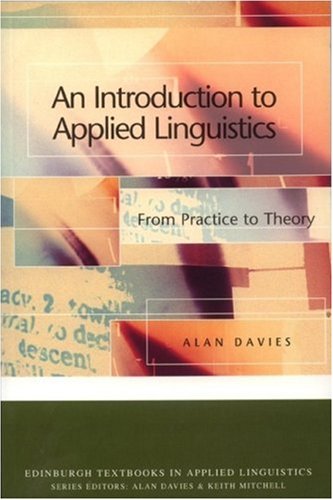 An Introduction to
Applied Linguistics
From Practice to Theory
ALAN DAVIES
descent
EDINBURGH TEXTBOOKS IN APPLIED LINGUISTICS
SERIES EDITORS: ALAN DAVIES & KEITH MITCHELL